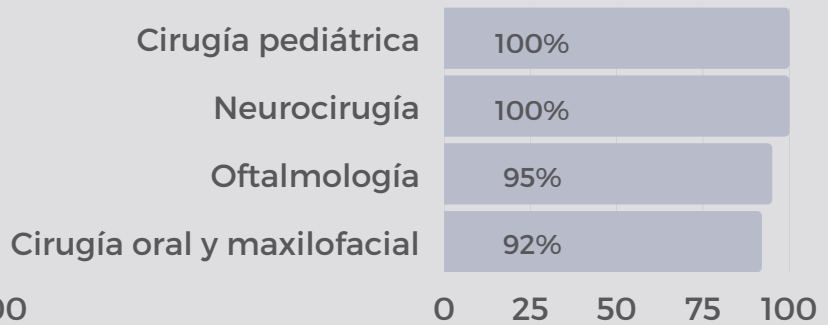 Cirugía pediátrica 100%
Neurocirugía 100%
Oftalmología 95%
Cirugía oral y maxilofacial 92%
00 0 25 50 75 100